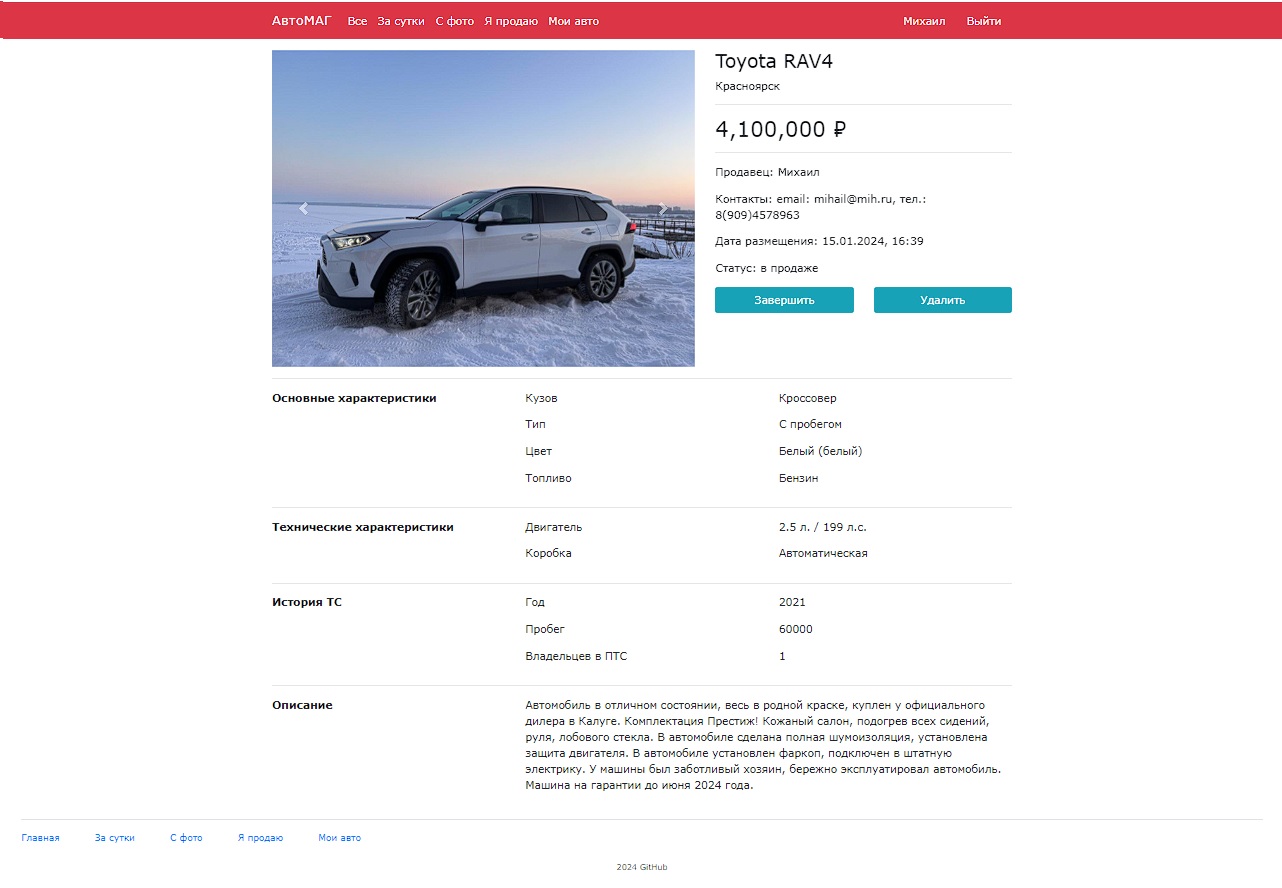 АвтоМАГ Все За сутки С фото Я продаю Мои авто Михаил Выйти
Toyota RAV4
Красноярск
4,100,000 ₽
Продавец: Михаил
Контакты: email: mihail@mih.ru, тел.:
8(909)4578963
Дата размещения: 15.01.2024, 16:39
Статус: в продаже
Завершить Удалить
Основные характеристики Кузов Кроссовер
Тип С пробегом
Цвет Белый (белый)
Топливо Бензин
Технические характеристики Двигатель 2.5 л. / 199 л.с.
Коробка Автоматическая
История ТС Год 2021
Пробег 60000
Владельцев в ПТС 1
Описание Автомобиль в отличном состоянии, весь в родной краске, куплен у официального
дилера в Калуге. Комплектация Престиж! Кожаный салон, подогрев всех сидений,
руля, лобового стекла. В автомобиле сделана полная шумоизоляция, установлена
защита двигателя. В автомобиле установлен фаркоп, подключен в штатную
электрику. У машины был заботливый хозяин, бережно эксплуатировал автомобиль.
Машина на гарантии до июня 2024 года.
Главная За сутки С фото Я продаю Мои авто
2024 GitHub